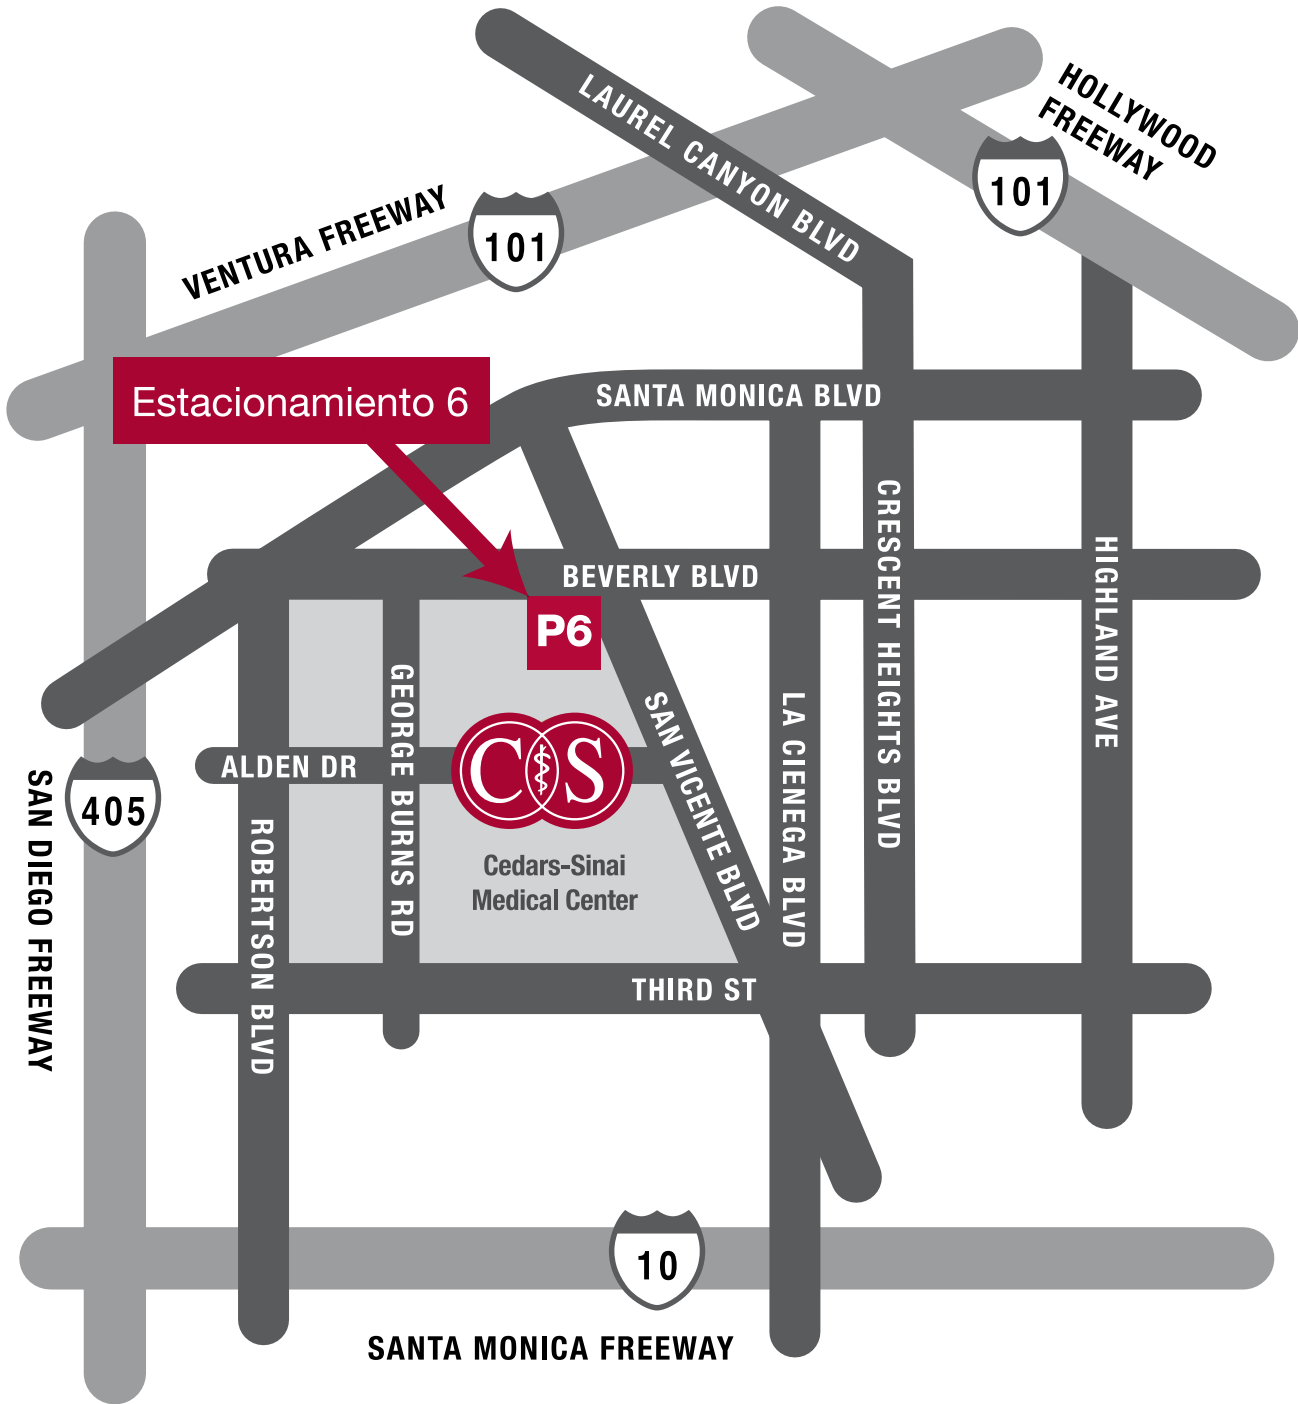 LAUREL CANYON BLVD
HOLLYWOOD
FREEWAY
101
VENTURA FREEWAY
101
Estacionamiento 6
SANTA MONICA BLVD
CRESCENT HEIGHTS BLVD
HIGHLAND AVE
BEVERLY BLVD
P6
GEORGE BURNS RD
SAN VICENTE BLVD
LA CIENEGA BLVD
ALDEN DR
CS
SAN DIEGO FREEWAY
405
ROBERTSON BLVD
Cedars-Sinai
Medical Center
THIRD ST
10
SANTA MONICA FREEWAY